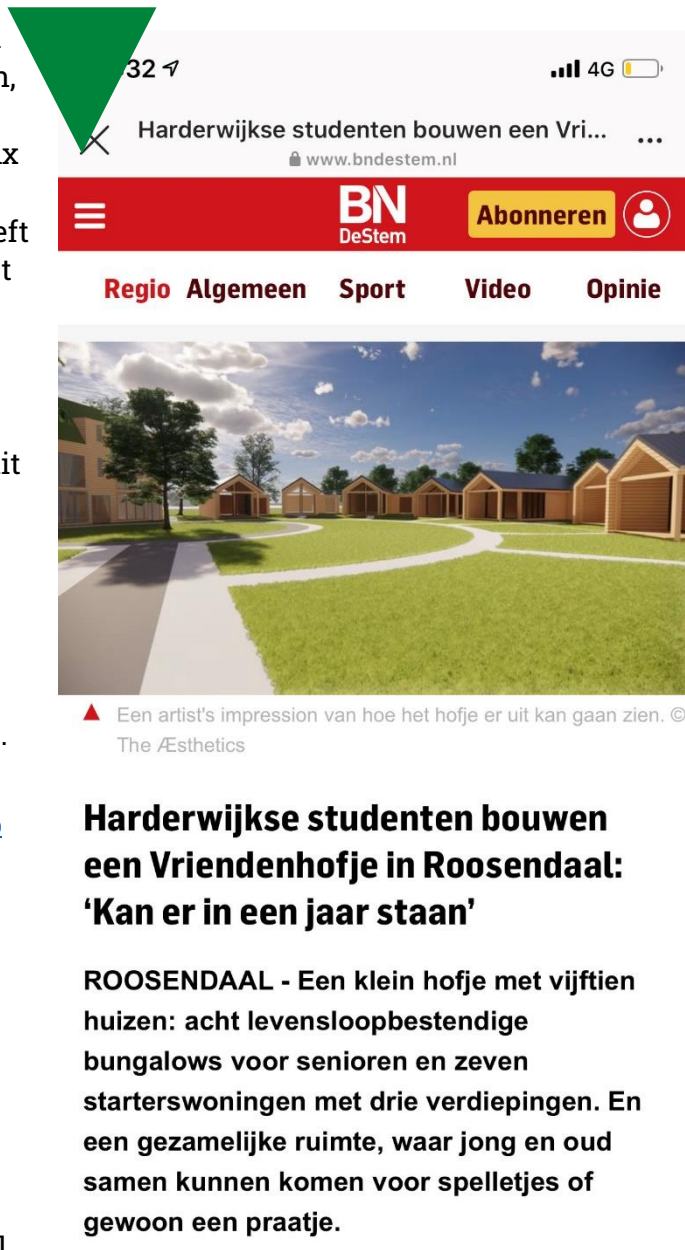 32 4G
Harderwijkse studenten bouwen een Vri... ...
www.bndestem.nl
BN
DeStem
Abonneren
Regio Algemeen Sport Video Opinie
Een artist's impression van hoe het hofje er uit kan gaan zien. ©
The Æsthetics
Harderwijkse studenten bouwen
een Vriendenhofje in Roosendaal:
‘Kan er in een jaar staan’
ROOSENDAAL - Een klein hofje met vijftien
huizen: acht levensloopbestendige
bungalows voor senioren en zeven
starterswoningen met drie verdiepingen. En
een gezamelijke ruimte, waar jong en oud
samen kunnen komen voor spelletjes of
gewoon een praatje.